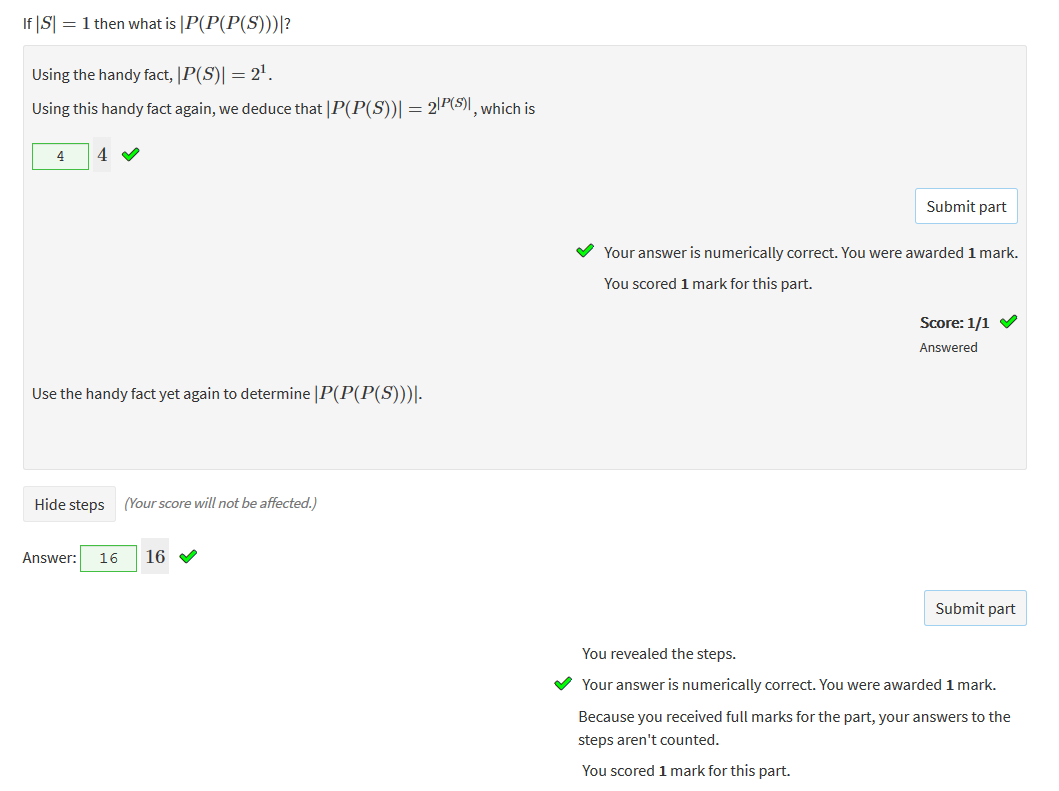 If |S| = 1 then what is |P(P(P(S)))|?
Using the handy fact, |P(S)| = 2¹.
Using this handy fact again, we deduce that |P(P(S))| = 2^|P(S)|, which is
4 4
Submit part
Your answer is numerically correct. You were awarded 1 mark.
You scored 1 mark for this part.
Score: 1/1
Answered
Use the handy fact yet again to determine |P(P(P(S)))|.
Hide steps (Your score will not be affected.)
Answer: 16 16
Submit part
You revealed the steps.
Your answer is numerically correct. You were awarded 1 mark.
Because you received full marks for the part, your answers to the
steps aren't counted.
You scored 1 mark for this part.